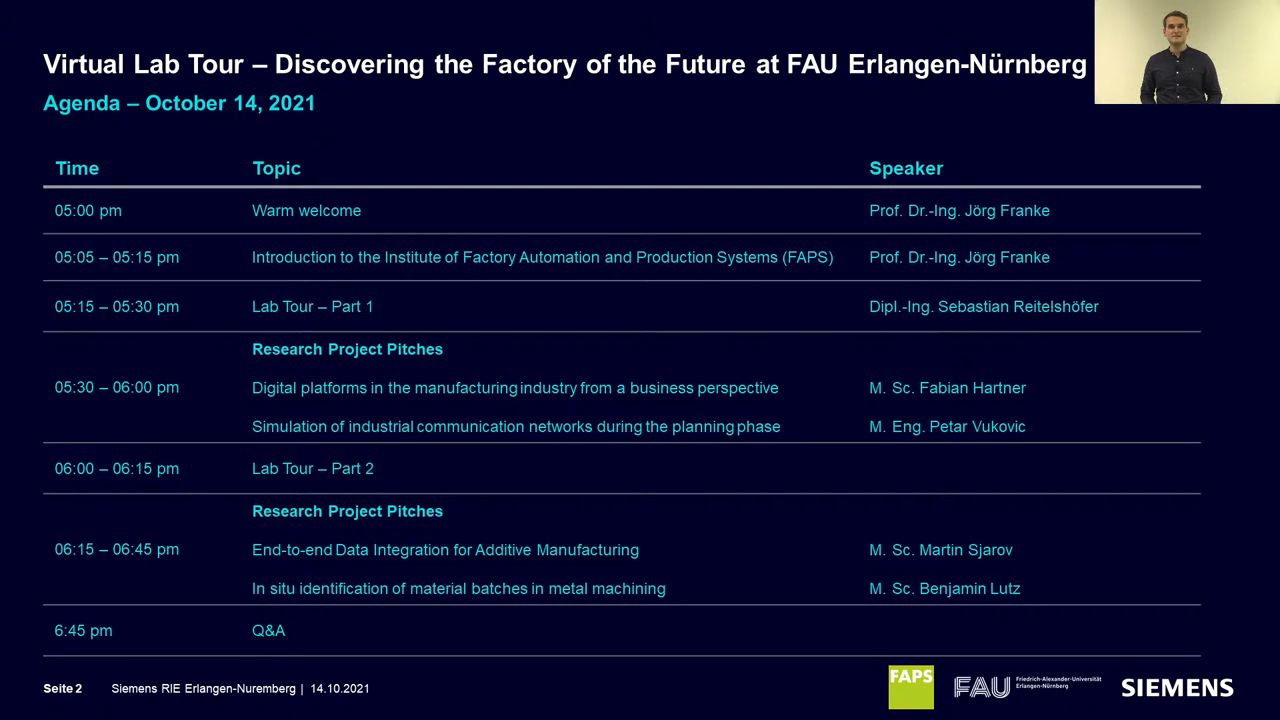 Virtual Lab Tour – Discovering the Factory of the Future at FAU Erlangen-Nürnberg
Agenda – October 14, 2021
Time Topic Speaker
05:00 pm Warm welcome Prof. Dr.-Ing. Jörg Franke
05:05 – 05:15 pm Introduction to the Institute of Factory Automation and Production Systems (FAPS) Prof. Dr.-Ing. Jörg Franke
05:15 – 05:30 pm Lab Tour – Part 1 Dipl.-Ing. Sebastian Reitelshöfer
Research Project Pitches
05:30 – 06:00 pm Digital platforms in the manufacturing industry from a business perspective M. Sc. Fabian Hartner
Simulation of industrial communication networks during the planning phase M. Eng. Petar Vukovic
06:00 – 06:15 pm Lab Tour – Part 2
Research Project Pitches
06:15 – 06:45 pm End-to-end Data Integration for Additive Manufacturing M. Sc. Martin Sjarov
In situ identification of material batches in metal machining M. Sc. Benjamin Lutz
6:45 pm Q&A
Seite 2 Siemens RIE Erlangen-Nuremberg | 14.10.2021
FAPS
FAU
Friedrich-Alexander-Universität
Erlangen-Nürnberg
SIEMENS